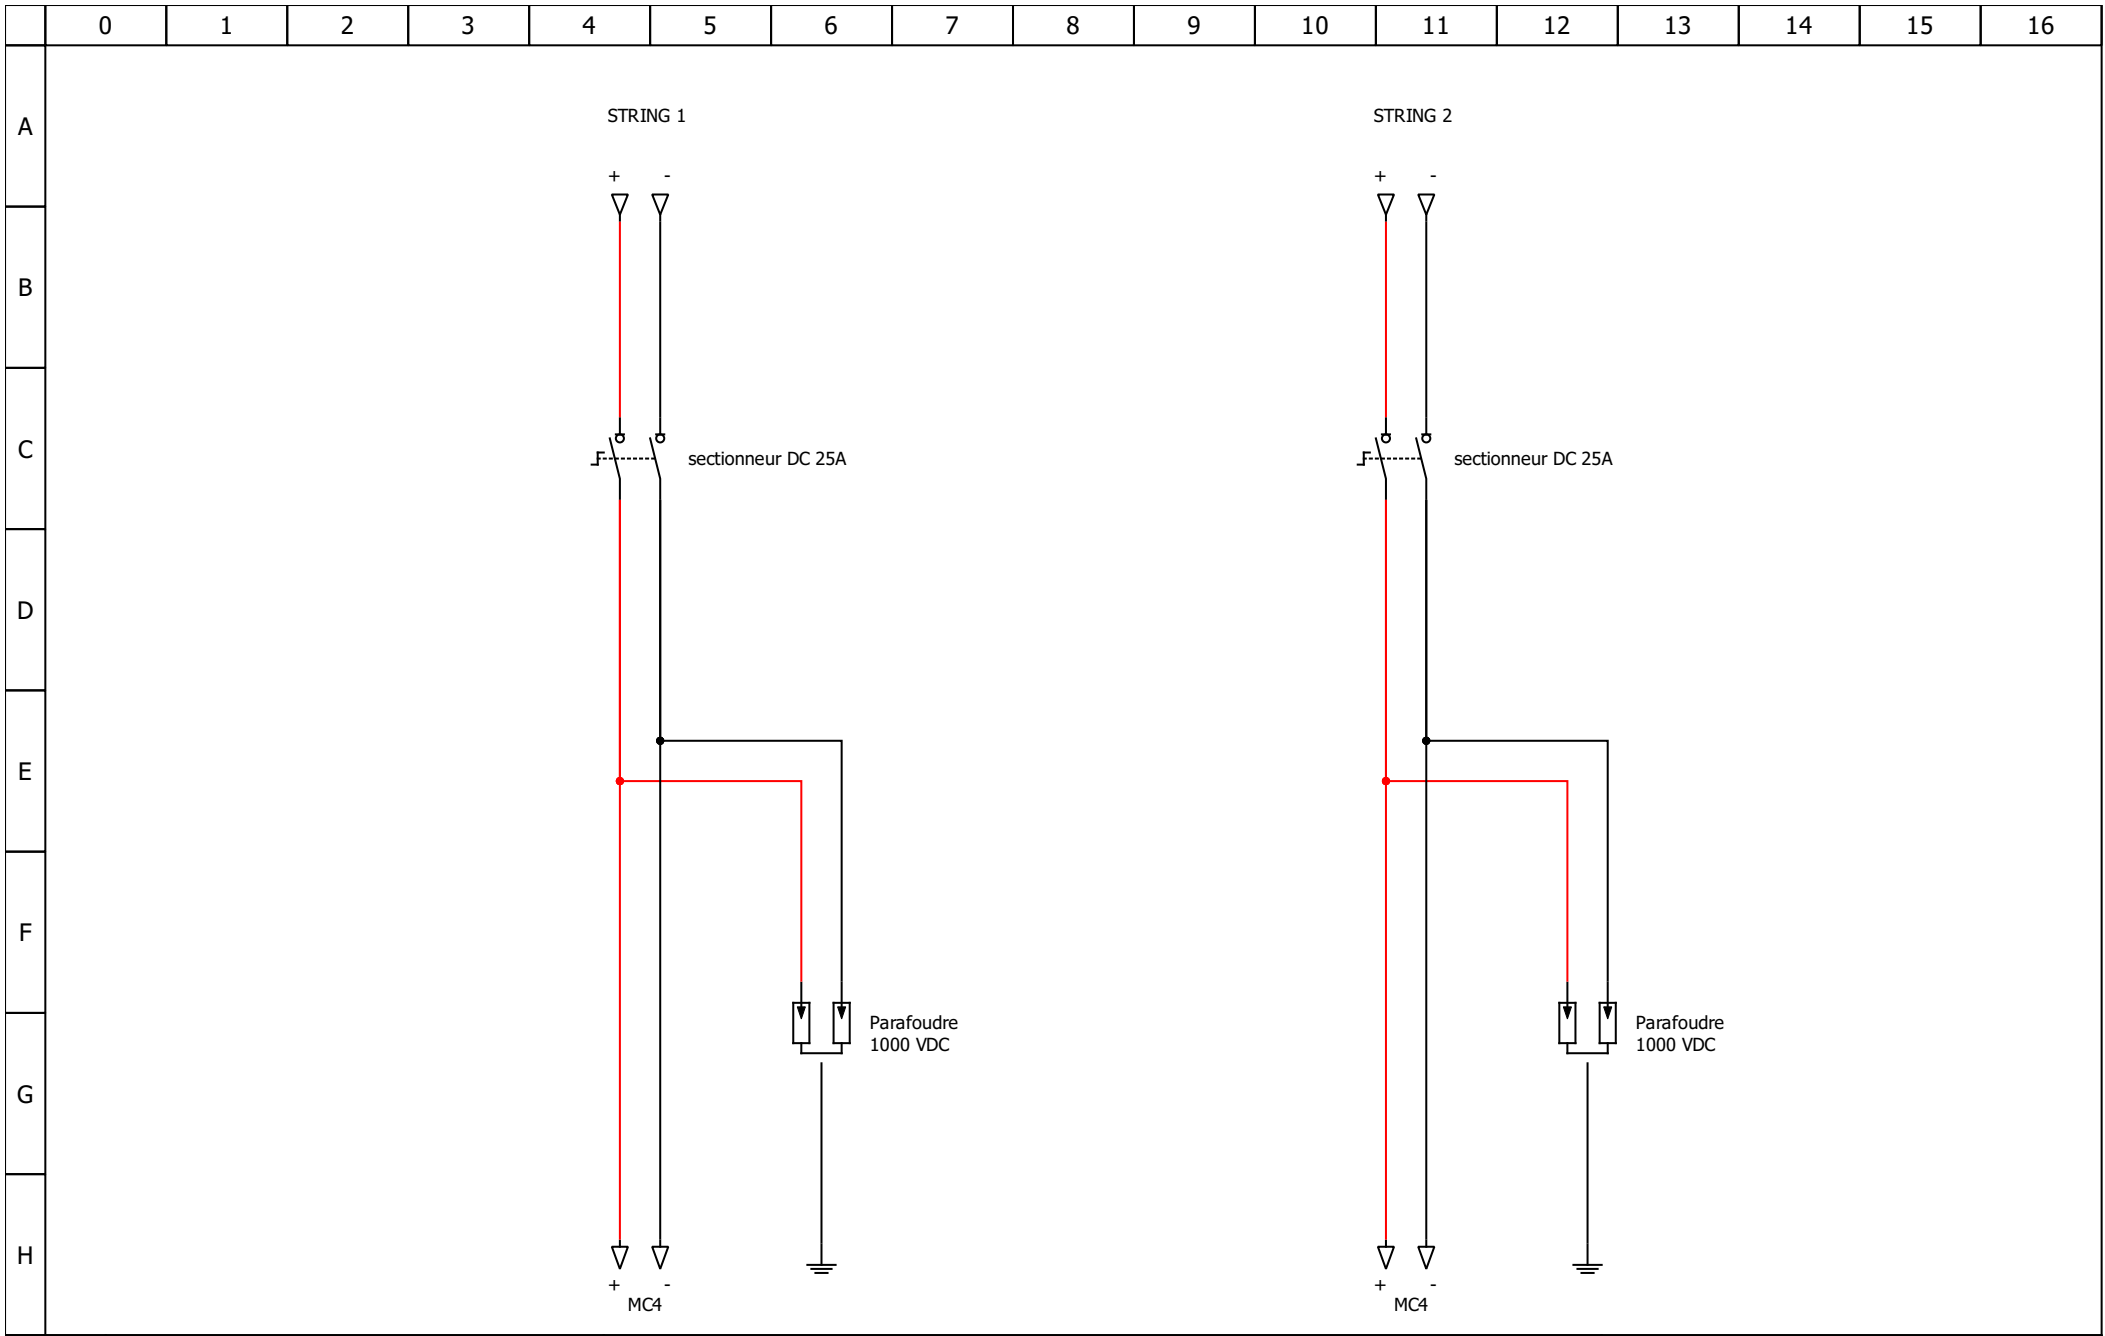 0 1 2 3 4 5 6 7 8 9 10 11 12 13 14 15 16
A
STRING 1 STRING 2
+ - + -
B
C
sectionneur DC 25A sectionneur DC 25A
D
E
F
G
Parafoudre Parafoudre
1000 VDC 1000 VDC
H
+ - + -
MC4 MC4